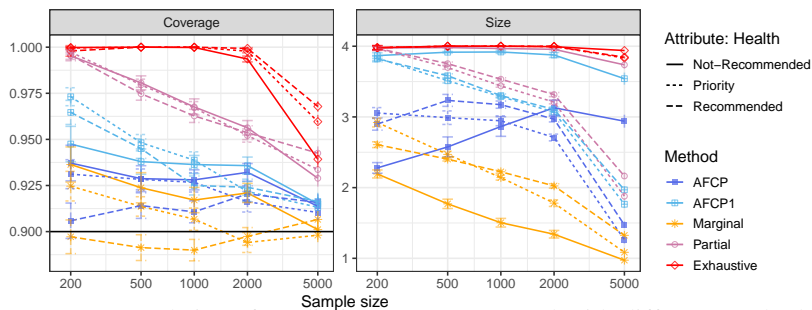 Coverage
Size
1.000
0.975
0.950
0.925
0.900
4
3
2
1
200
500
1000
2000
5000
200
500
1000
2000
5000
Sample size
Attribute: Health
Not−Recommended
Priority
Recommended
Method
AFCP
AFCP1
Marginal
Partial
Exhaustive